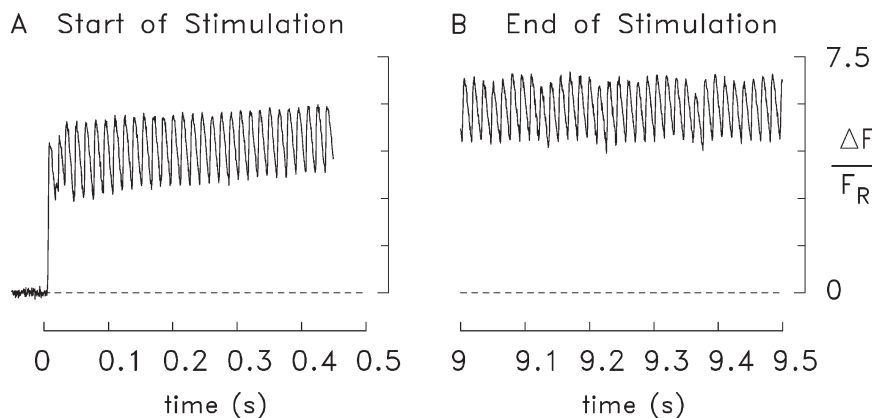 A Start of Stimulation
B End of Stimulation
7.5
ΔF
F_R
0
0 0.1 0.2 0.3 0.4 0.5
9 9.1 9.2 9.3 9.4 9.5
time (s)
time (s)